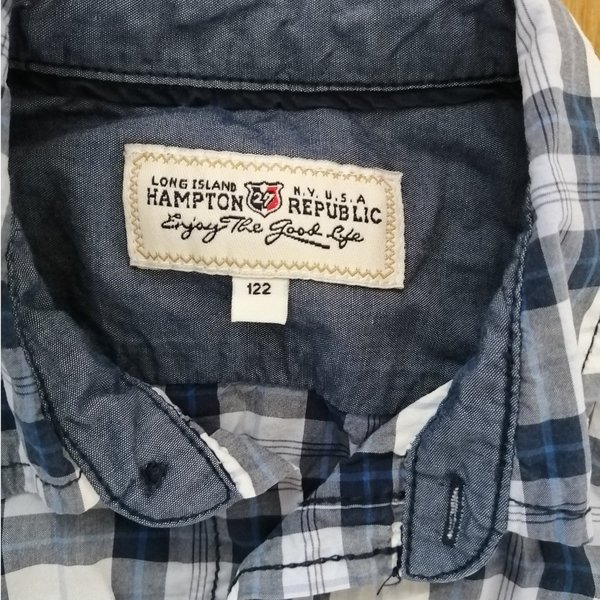 LONG ISLAND N.Y. U.S.A
HAMPTON 27 REPUBLIC
Enjoy The Good Life
122